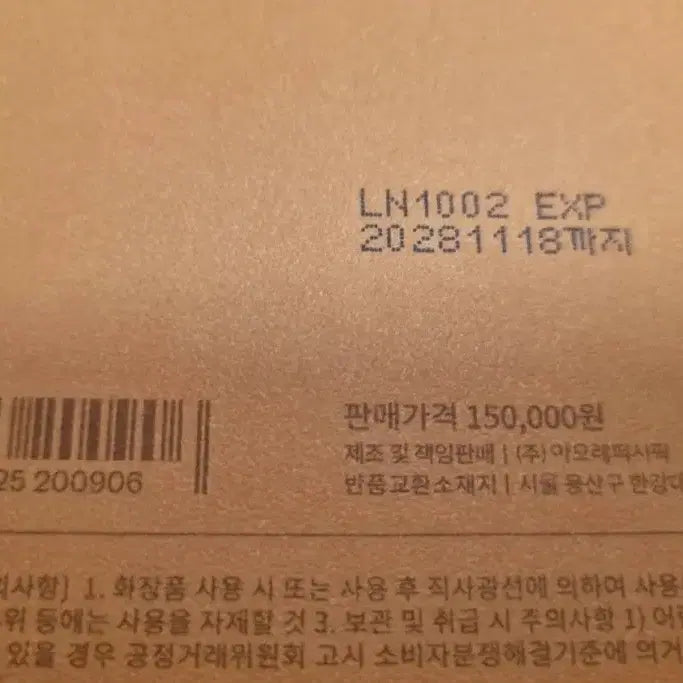 LN1002 EXP
20281118까지
25 200906
판매가격 150,000원
제조 및 책임판매 | (주) 아모레퍼시픽
반품교환소재지 | 시울 용산구 한강대
의사항] 1. 화장품 사용 시 또는 사용 후 직사광선에 의하여 사용
위 등에는 사용을 자제할 것 3. 보관 및 취급 시 주의사항 1) 어린
있을 경우 공정거래위원회 고시 소비자분쟁해결기준에 의거